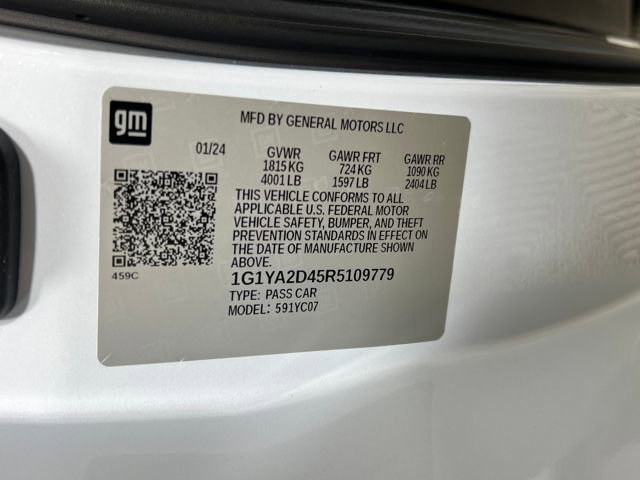 gm
MFD BY GENERAL MOTORS LLC
01/24 GVWR GAWR FRT GAWR RR
1815 KG 724 KG 1090 KG
4001 LB 1597 LB 2404 LB
THIS VEHICLE CONFORMS TO ALL
APPLICABLE U.S. FEDERAL MOTOR
VEHICLE SAFETY, BUMPER, AND THEFT
PREVENTION STANDARDS IN EFFECT ON
THE DATE OF MANUFACTURE SHOWN
ABOVE.
459C
1G1YA2D45R5109779
TYPE: PASS CAR
MODEL: 591YC07